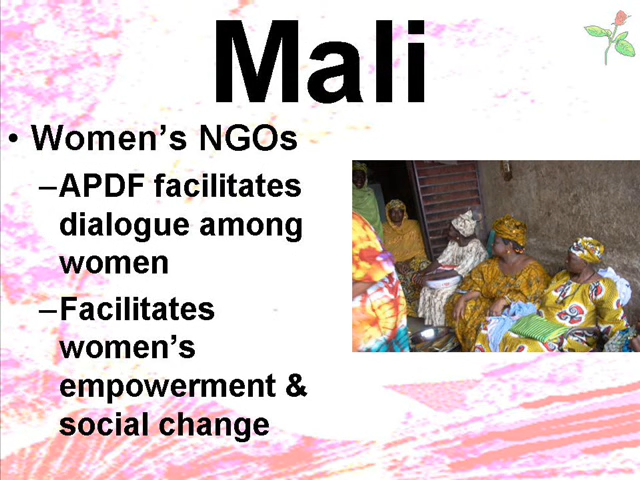 Mali
• Women's NGOs
–APDF facilitates
dialogue among
women
–Facilitates
women's
empowerment &
social change